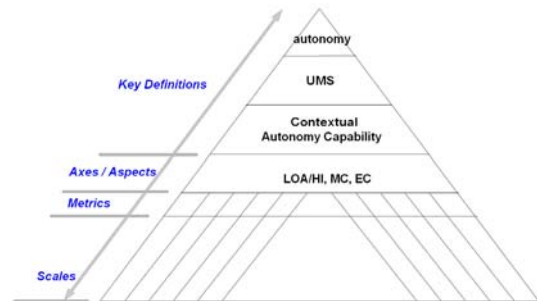 autonomy
Key Definitions
UMS
Contextual
Autonomy Capability
Axes / Aspects
LOA/HI, MC, EC
Metrics
Scales